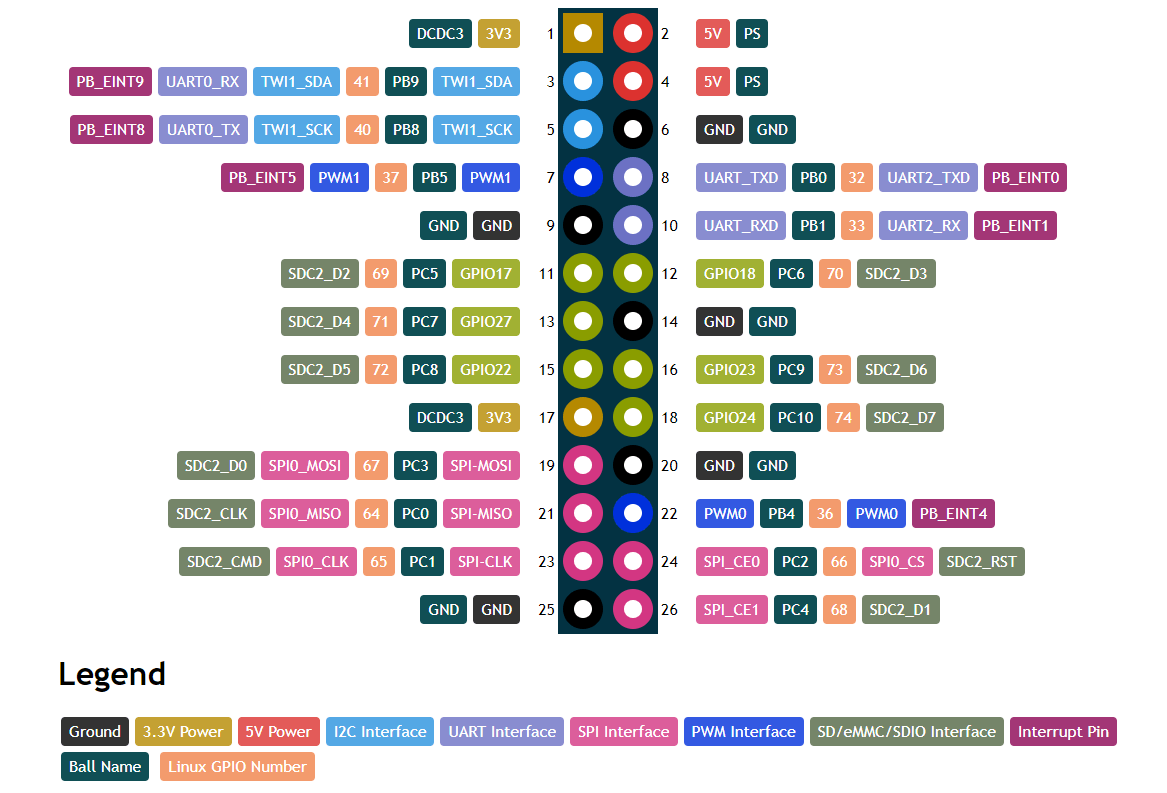 DCDC3 3V3 1 2 5V PS
PB_EINT9 UART0_RX TWI1_SDA 41 PB9 TWI1_SDA 3 4 5V PS
PB_EINT8 UART0_TX TWI1_SCK 40 PB8 TWI1_SCK 5 6 GND GND
PB_EINT5 PWM1 37 PB5 PWM1 7 8 UART_TXD PB0 32 UART2_TXD PB_EINT0
GND GND 9 10 UART_RXD PB1 33 UART2_RX PB_EINT1
SDC2_D2 69 PC5 GPIO17 11 12 GPIO18 PC6 70 SDC2_D3
SDC2_D4 71 PC7 GPIO27 13 14 GND GND
SDC2_D5 72 PC8 GPIO22 15 16 GPIO23 PC9 73 SDC2_D6
DCDC3 3V3 17 18 GPIO24 PC10 74 SDC2_D7
SDC2_D0 SPI0_MOSI 67 PC3 SPI-MOSI 19 20 GND GND
SDC2_CLK SPI0_MISO 64 PC0 SPI-MISO 21 22 PWM0 PB4 36 PWM0 PB_EINT4
SDC2_CMD SPI0_CLK 65 PC1 SPI-CLK 23 24 SPI_CE0 PC2 66 SPI0_CS SDC2_RST
GND GND 25 26 SPI_CE1 PC4 68 SDC2_D1
Legend
Ground 3.3V Power 5V Power I2C Interface UART Interface SPI Interface PWM Interface SD/eMMC/SDIO Interface Interrupt Pin
Ball Name Linux GPIO Number